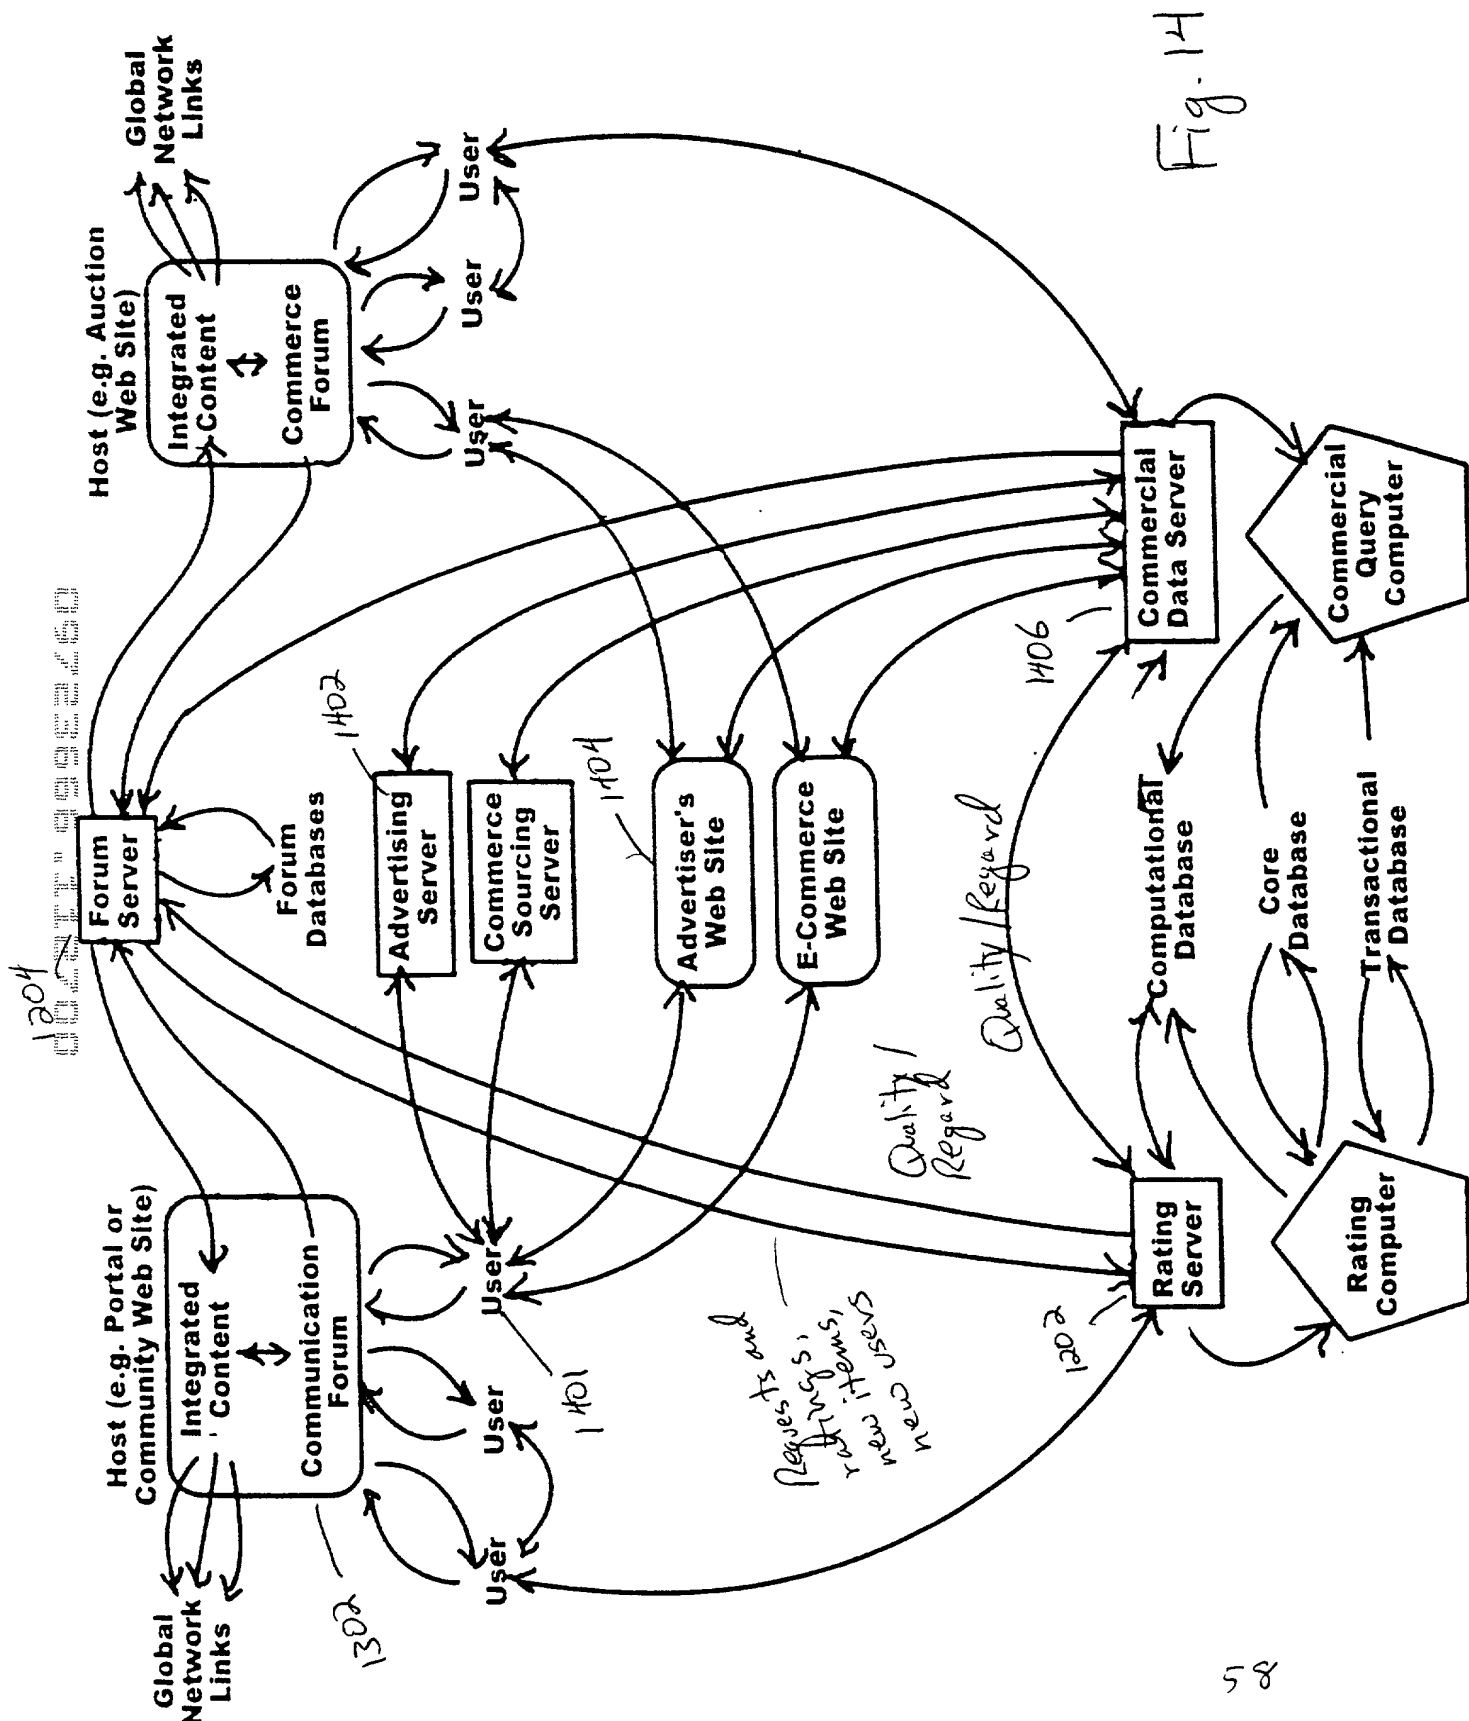 Global
Network
Links
Host (e.g. Portal or
Community Web Site)
Integrated
Content
Communication
Forum
1302
User
User
User
1401
1204
Forum
Server
Forum
Databases
Host (e.g. Auction
Web Site)
Integrated
Content
Commerce
Forum
Global
Network
Links
User
User
User
Advertising
Server
1402
Commerce
Sourcing
Server
Advertiser's
Web Site
1404
E-Commerce
Web Site
Requests and
ratings,
new items,
new users
Quality /
Regard
Quality / Regard
1202
Rating
Server
1406
Commercial
Data Server
Rating
Computer
Computational
Database
Core
Database
Transactional
Database
Commercial
Query
Computer
Fig. 14
58